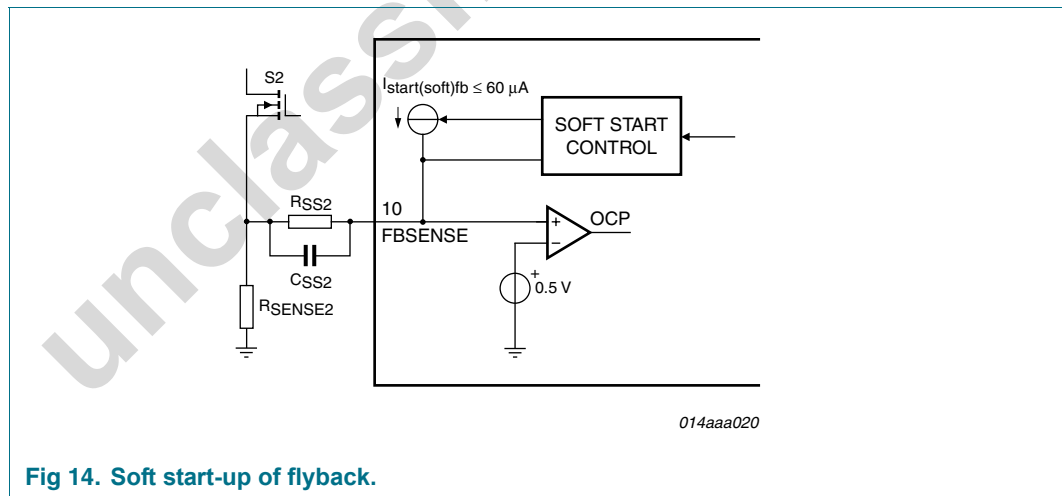 S2
Istart(soft)fb ≤ 60 μA
SOFT START
CONTROL
RSS2
10
FBSENSE
CSS2
RSENSE2
+
−
OCP
+
0.5 V
unclassi
014aaa020
Fig 14. Soft start-up of flyback.